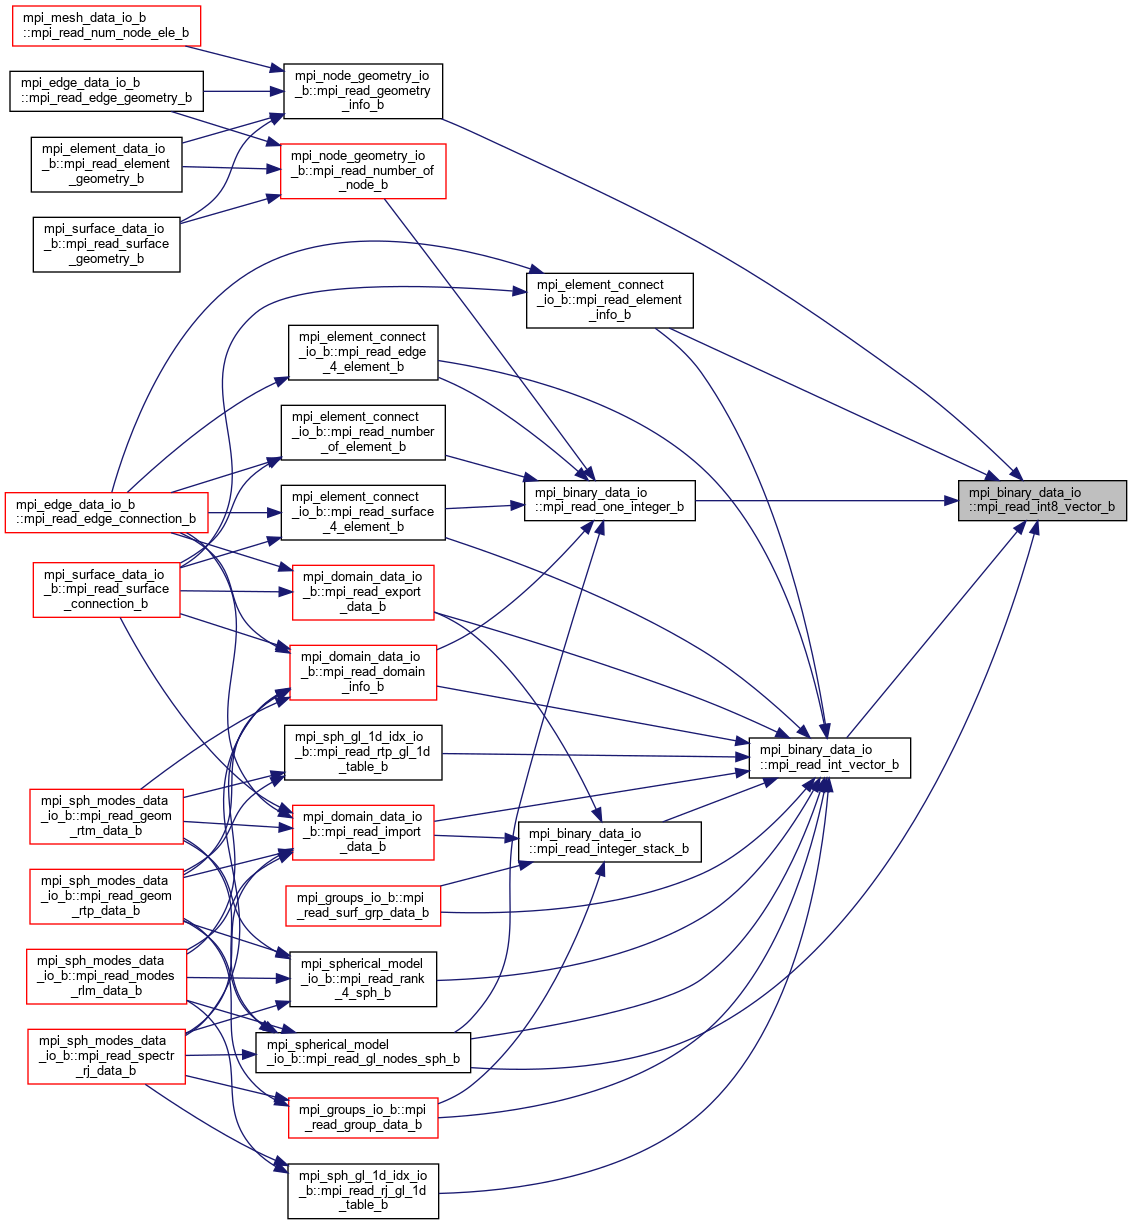 mpi_mesh_data_io_b
::mpi_read_num_node_ele_b
mpi_edge_data_io_b
::mpi_read_edge_geometry_b
mpi_element_data_io
_b::mpi_read_element
_geometry_b
mpi_surface_data_io
_b::mpi_read_surface
_geometry_b
mpi_node_geometry_io
_b::mpi_read_geometry
_info_b
mpi_node_geometry_io
_b::mpi_read_number_of
_node_b
mpi_element_connect
_io_b::mpi_read_element
_info_b
mpi_element_connect
_io_b::mpi_read_edge
_4_element_b
mpi_element_connect
_io_b::mpi_read_number
_of_element_b
mpi_element_connect
_io_b::mpi_read_surface
_4_element_b
mpi_edge_data_io_b
::mpi_read_edge_connection_b
mpi_surface_data_io
_b::mpi_read_surface
_connection_b
mpi_domain_data_io
_b::mpi_read_export
_data_b
mpi_domain_data_io
_b::mpi_read_domain
_info_b
mpi_binary_data_io
::mpi_read_one_integer_b
mpi_binary_data_io
::mpi_read_int8_vector_b
mpi_sph_gl_1d_idx_io
_b::mpi_read_rtp_gl_1d
_table_b
mpi_binary_data_io
::mpi_read_int_vector_b
mpi_sph_modes_data
_io_b::mpi_read_geom
_rtm_data_b
mpi_domain_data_io
_b::mpi_read_import
_data_b
mpi_binary_data_io
::mpi_read_integer_stack_b
mpi_sph_modes_data
_io_b::mpi_read_geom
_rtp_data_b
mpi_groups_io_b::mpi
_read_surf_grp_data_b
mpi_sph_modes_data
_io_b::mpi_read_modes
_rlm_data_b
mpi_spherical_model
_io_b::mpi_read_rank
_4_sph_b
mpi_sph_modes_data
_io_b::mpi_read_spectr
_rj_data_b
mpi_spherical_model
_io_b::mpi_read_gl_nodes_sph_b
mpi_groups_io_b::mpi
_read_group_data_b
mpi_sph_gl_1d_idx_io
_b::mpi_read_rj_gl_1d
_table_b